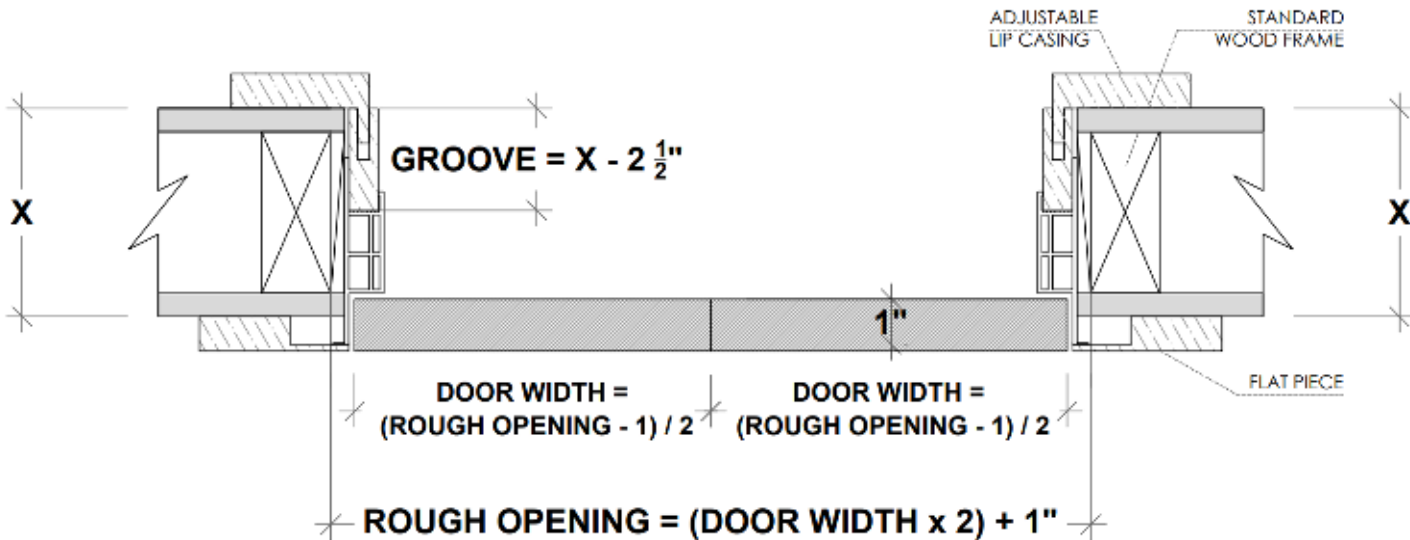 ADJUSTABLE
LIP CASING
STANDARD
WOOD FRAME
GROOVE = X - 2 1/2"
X
X
1"
DOOR WIDTH =
(ROUGH OPENING - 1) / 2
DOOR WIDTH =
(ROUGH OPENING - 1) / 2
FLAT PIECE
ROUGH OPENING = (DOOR WIDTH x 2) + 1"